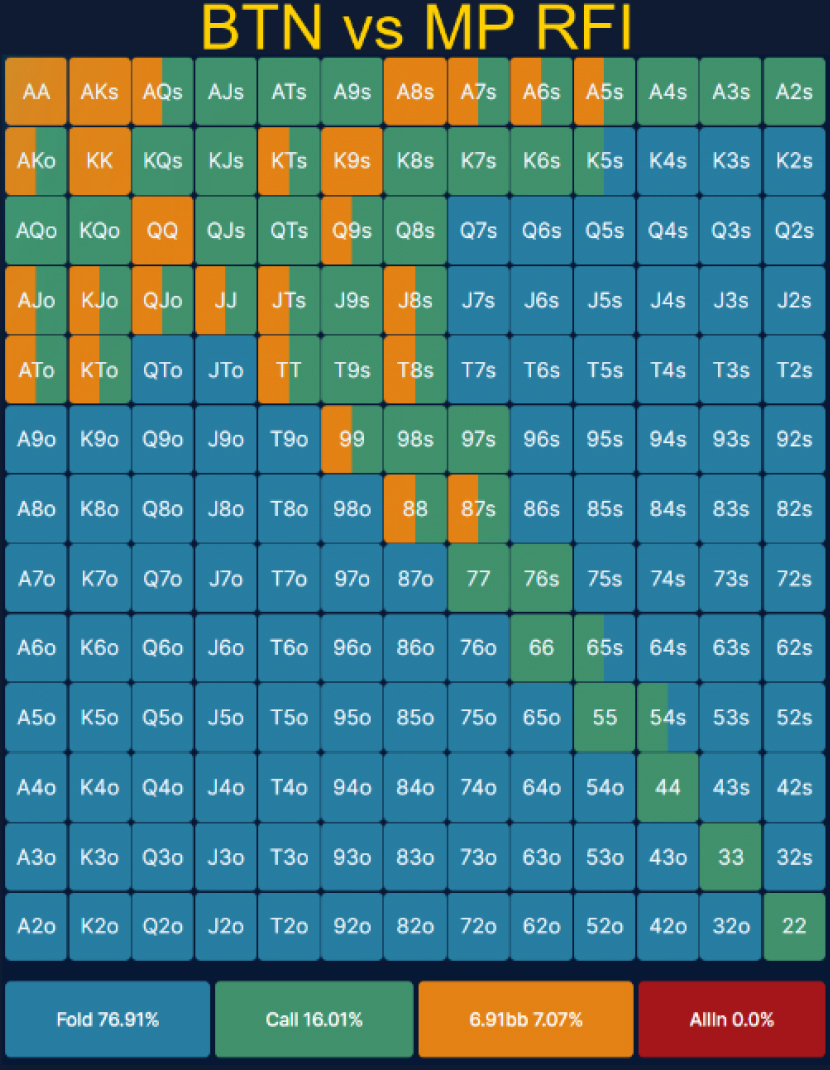 BTN vs MP RFI
AA AKs AQs AJs ATs A9s A8s A7s A6s A5s A4s A3s A2s
AKo KK KQs KJs KTs K9s K8s K7s K6s K5s K4s K3s K2s
AQo KQo QQ QJs QTs Q9s Q8s Q7s Q6s Q5s Q4s Q3s Q2s
AJo KJo QJo JJ JTs J9s J8s J7s J6s J5s J4s J3s J2s
ATo KTo QTo JTo TT T9s T8s T7s T6s T5s T4s T3s T2s
A9o K9o Q9o J9o T9o 99 98s 97s 96s 95s 94s 93s 92s
A8o K8o Q8o J8o T8o 98o 88 87s 86s 85s 84s 83s 82s
A7o K7o Q7o J7o T7o 97o 87o 77 76s 75s 74s 73s 72s
A6o K6o Q6o J6o T6o 96o 86o 76o 66 65s 64s 63s 62s
A5o K5o Q5o J5o T5o 95o 85o 75o 65o 55 54s 53s 52s
A4o K4o Q4o J4o T4o 94o 84o 74o 64o 54o 44 43s 42s
A3o K3o Q3o J3o T3o 93o 83o 73o 63o 53o 43o 33 32s
A2o K2o Q2o J2o T2o 92o 82o 72o 62o 52o 42o 32o 22
Fold 76.91% Call 16.01% 6.91bb 7.07% AllIn 0.0%